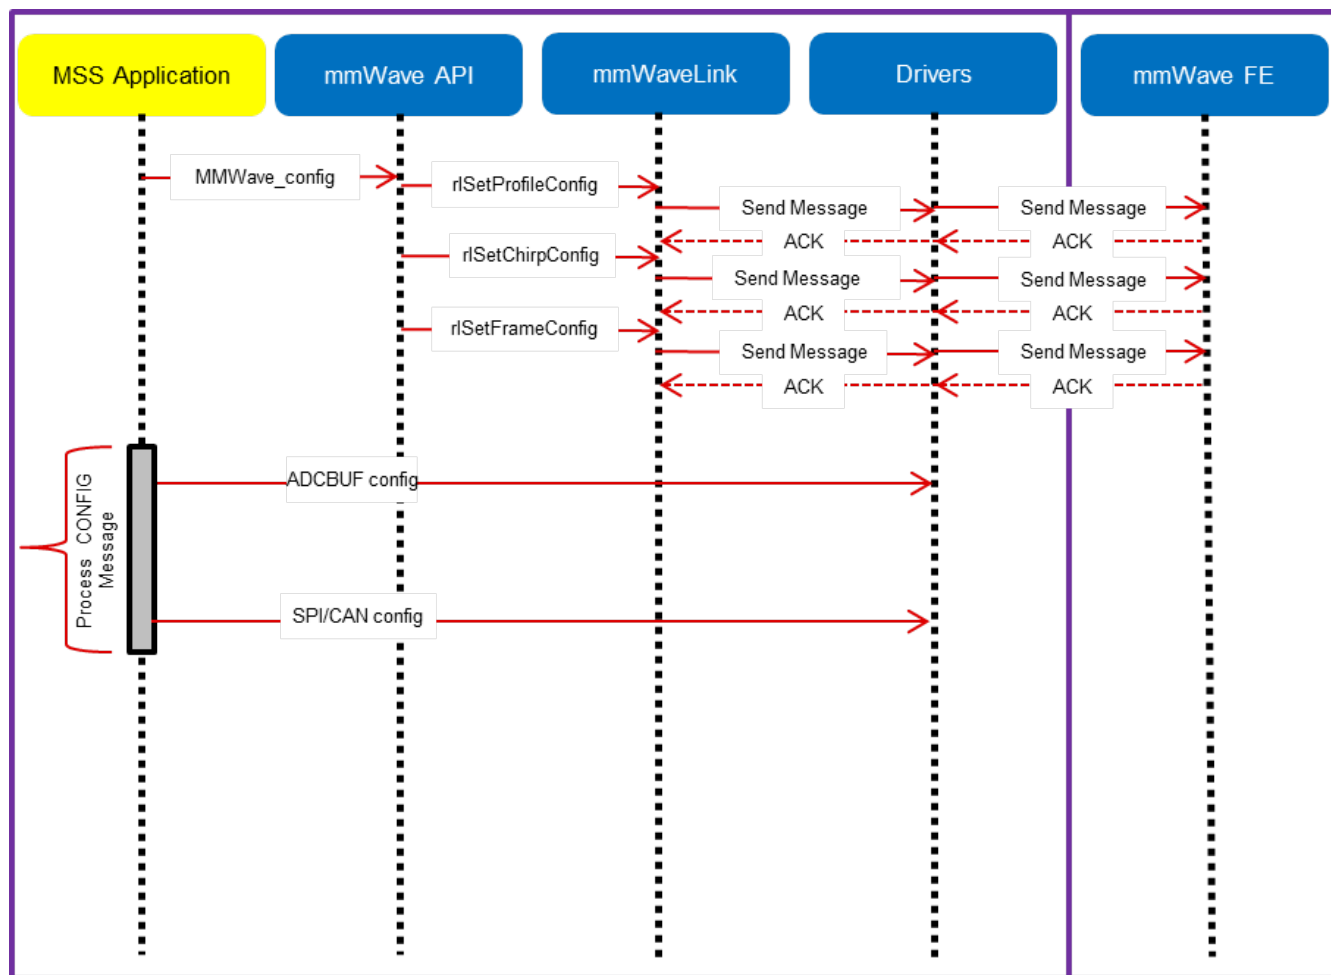 MSS Application
mmWave API
mmWaveLink
Drivers
mmWave FE
MMWave_config
rlSetProfileConfig
Send Message
Send Message
ACK
ACK
rlSetChirpConfig
Send Message
Send Message
ACK
ACK
rlSetFrameConfig
Send Message
Send Message
ACK
ACK
ADCBUF config
Process CONFIG
Message
SPI/CAN config